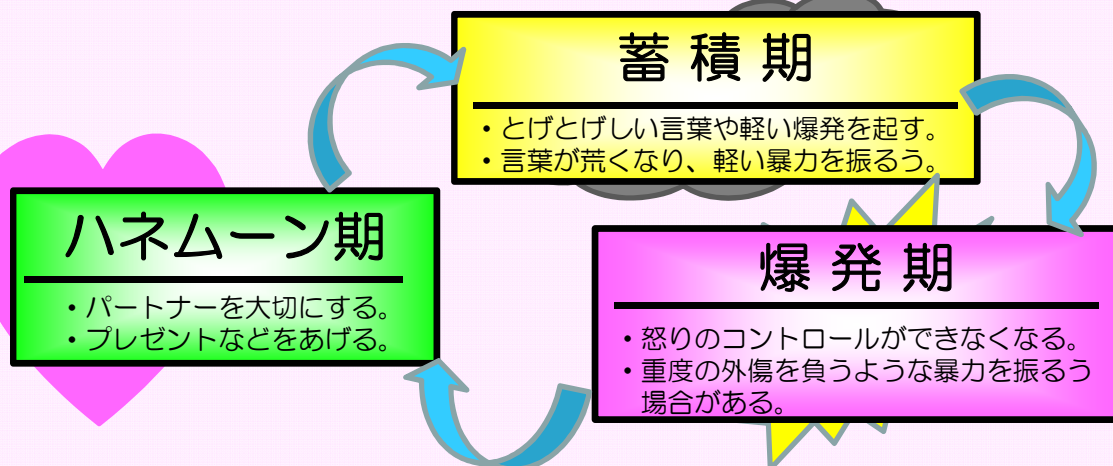 蓄積期
・とげとげしい言葉や軽い爆発を起す。
・言葉が荒くなり、軽い暴力を振るう。
ハネムーン期
・パートナーを大切にする。
・プレゼントなどをあげる。
爆発期
・怒りのコントロールができなくなる。
・重度の外傷を負うような暴力を振るう
場合がある。